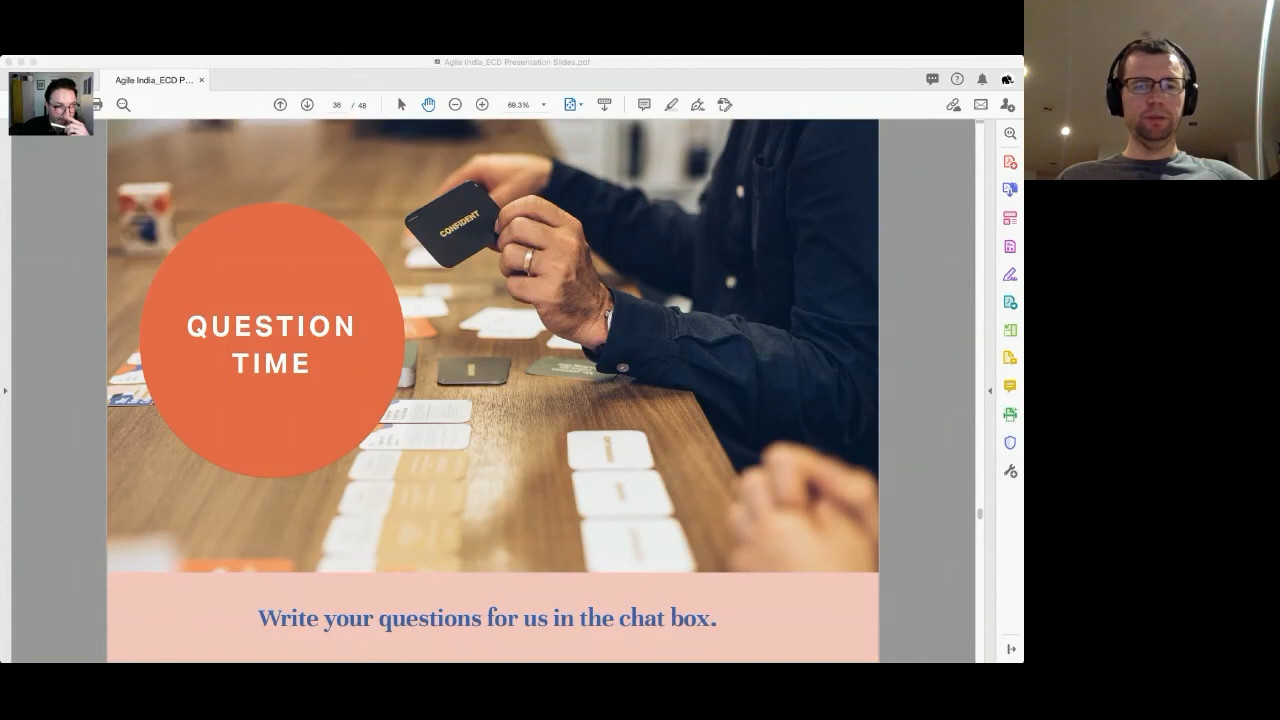 Agile India_ECD Presentation Slides.pdf
Agile India_ECD P... ×
36 / 48
69.3%
CONFIDENT
QUESTION
TIME
Write your questions for us in the chat box.